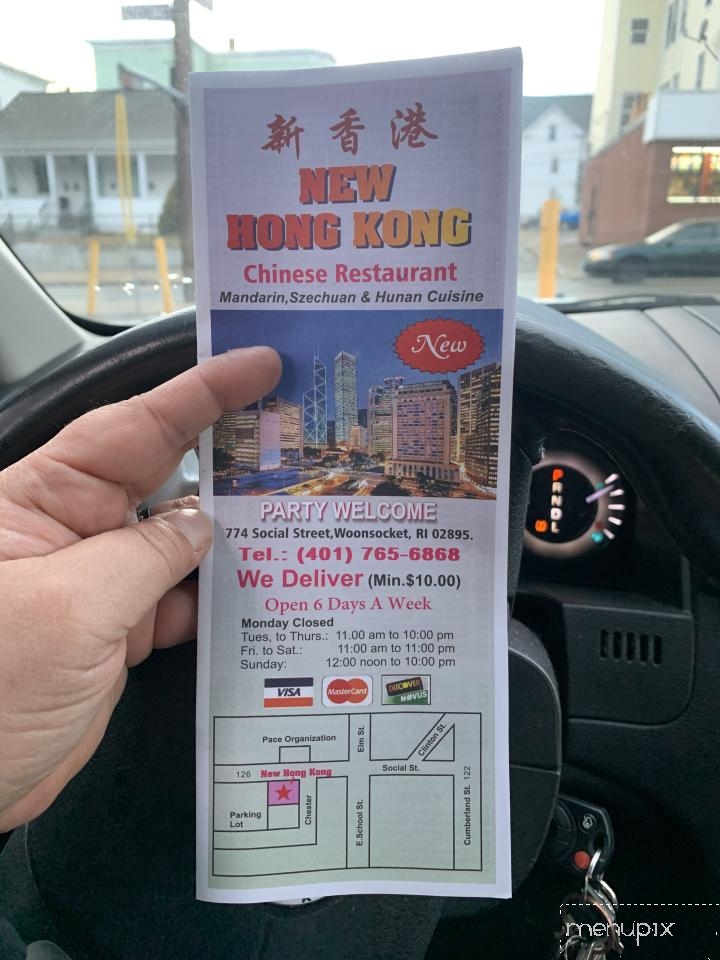 新香港
NEW
HONG KONG
Chinese Restaurant
Mandarin,Szechuan & Hunan Cuisine
New
PARTY WELCOME
774 Social Street,Woonsocket, RI 02895.
Tel.: (401) 765-6868
We Deliver (Min.$10.00)
Open 6 Days A Week
Monday Closed
Tues, to Thurs.: 11.00 am to 10:00 pm
Fri. to Sat.: 11:00 am to 11:00 pm
Sunday: 12:00 noon to 10:00 pm
VISA MasterCard DISCOVER
NOVUS
Pace Organization
Elm St.
Clinton St.
Social St.
126 New Hong Kong
122
Parking
Lot
Chester
E.School St.
Cumberland St.
P
R
N
D
L
menupix